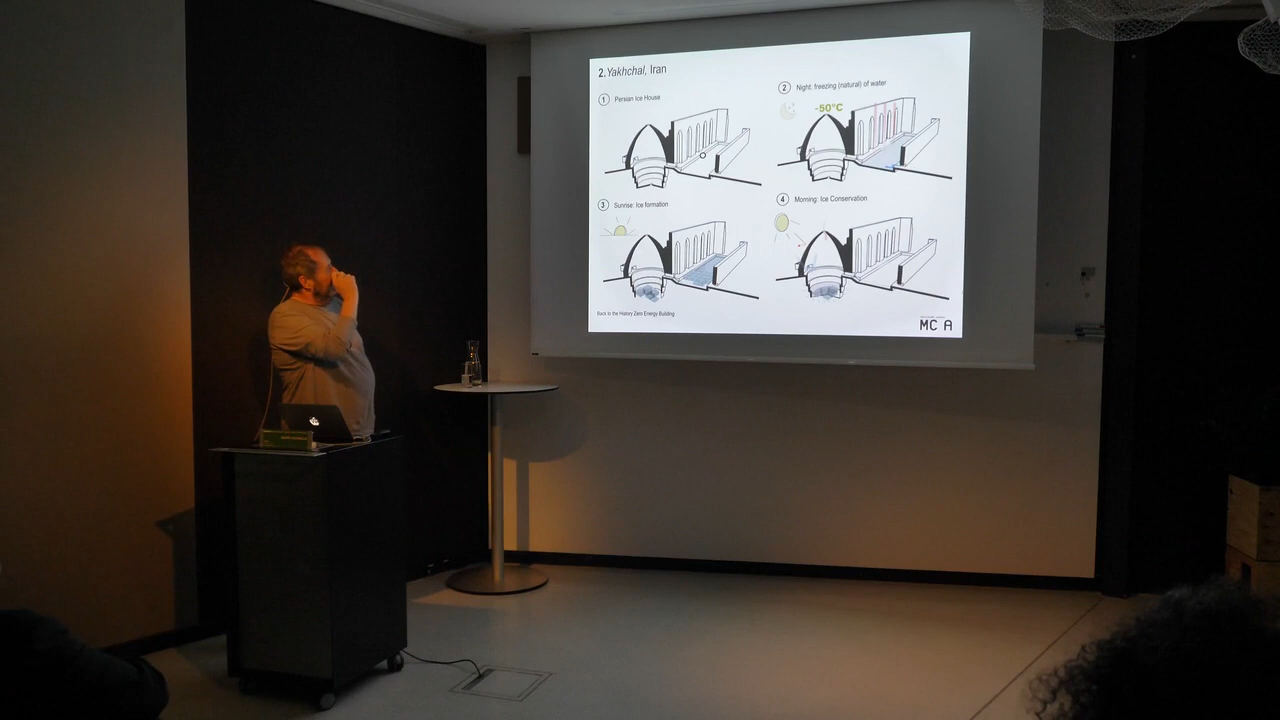 2. Yakhchal, Iran
1 Persian Ice House
2 Night: freezing (natural) of water
-50°C
3 Sunrise: Ice formation
4 Morning: Ice Conservation
Back to the History Zero Energy Building
MC A